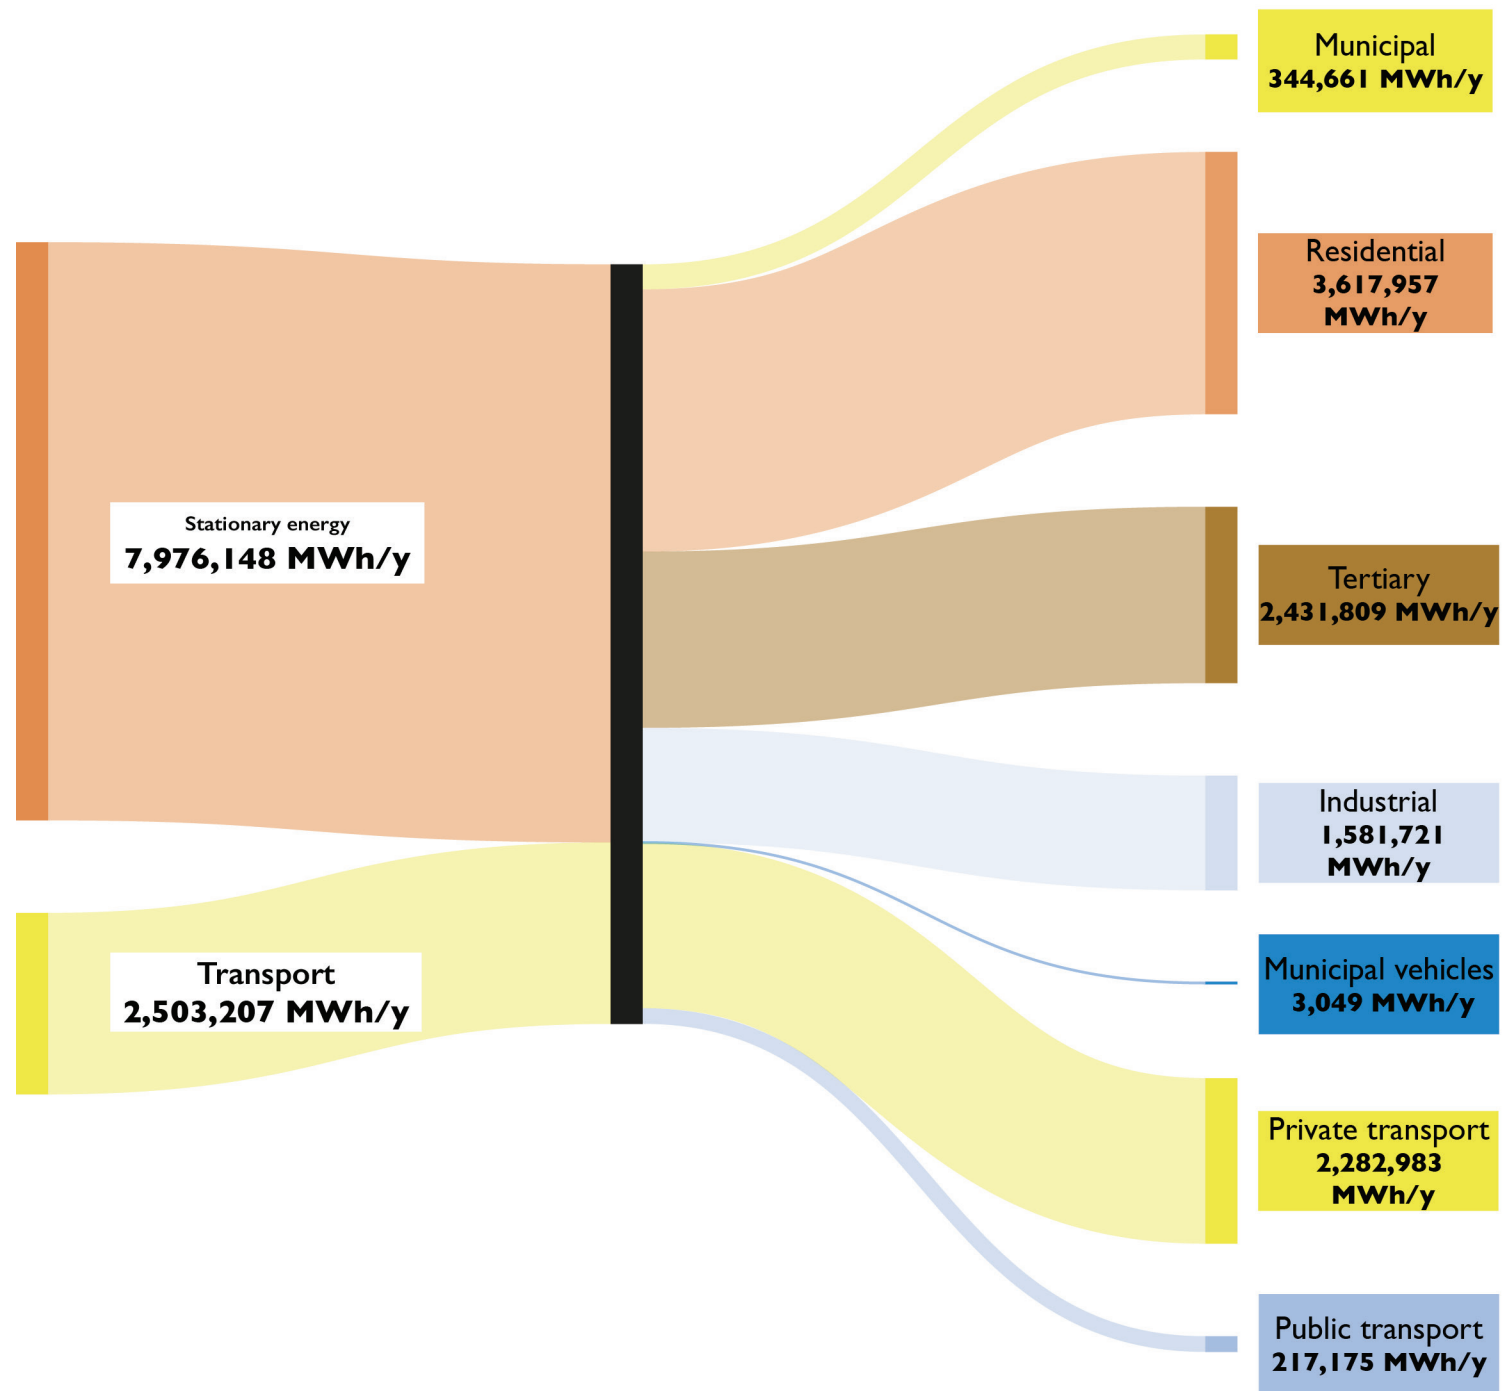 Municipal
344,661 MWh/y
Residential
3,617,957
MWh/y
Stationary energy
7,976,148 MWh/y
Tertiary
2,431,809 MWh/y
Industrial
1,581,721
MWh/y
Transport
2,503,207 MWh/y
Municipal vehicles
3,049 MWh/y
Private transport
2,282,983
MWh/y
Public transport
217,175 MWh/y